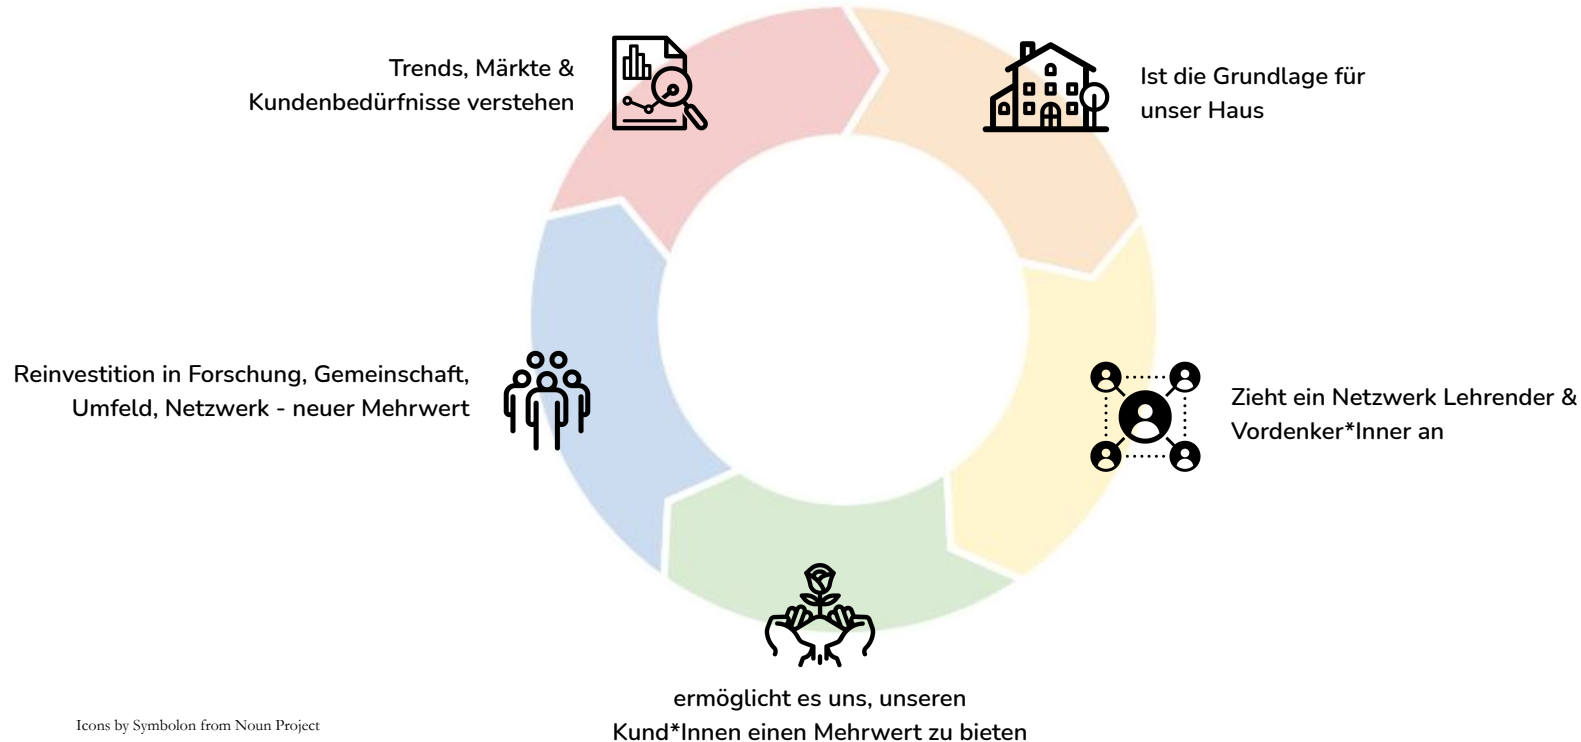 Trends, Märkte &
Kundenbedürfnisse verstehen
Ist die Grundlage für
unser Haus
Zieht ein Netzwerk Lehrender &
Vordenker*Inner an
ermöglicht es uns, unseren
Kund*Innen einen Mehrwert zu bieten
Reinvestition in Forschung, Gemeinschaft,
Umfeld, Netzwerk - neuer Mehrwert
Icons by Symbolon from Noun Project